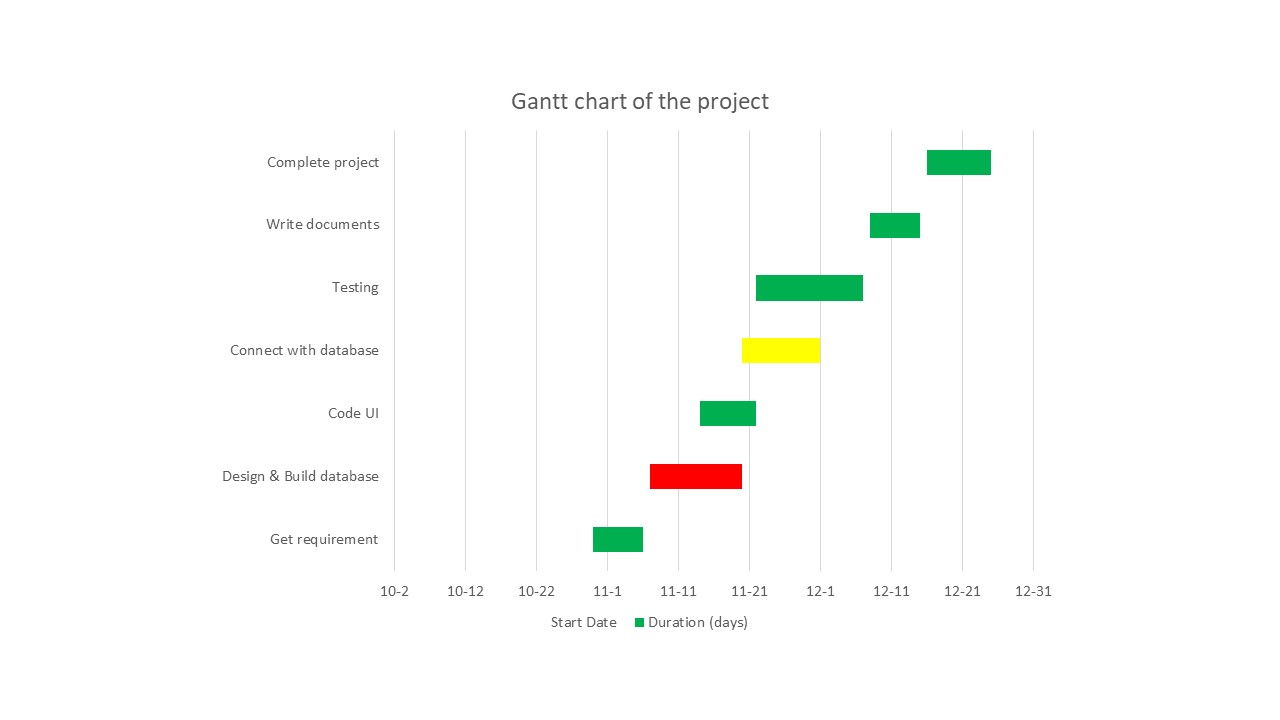 Gantt chart of the project
Complete project
Write documents
Testing
Connect with database
Code UI
Design & Build database
Get requirement
10-2 10-12 10-22 11-1 11-11 11-21 12-1 12-11 12-21 12-31
Start Date Duration (days)